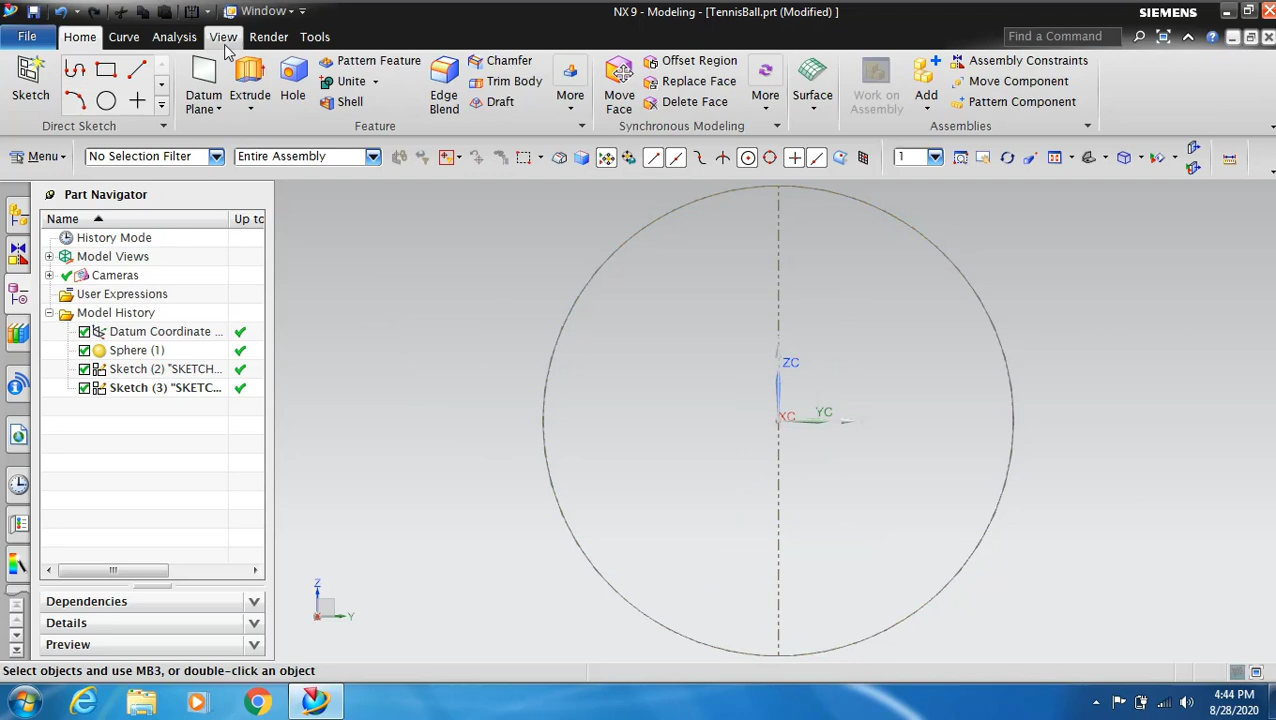 Window
NX 9 - Modeling - [TennisBall.prt (Modified) ]
SIEMENS
File Home Curve Analysis View Render Tools
Find a Command
Sketch
Direct Sketch
Datum Plane
Extrude
Hole
Pattern Feature
Unite
Shell
Edge Blend
Chamfer
Trim Body
Draft
More
Feature
Move Face
Offset Region
Replace Face
Delete Face
More
Synchronous Modeling
Surface
Work on Assembly
Add
Assembly Constraints
Move Component
Pattern Component
Assemblies
Menu
No Selection Filter
Entire Assembly
1
Part Navigator
Name Up to
History Mode
Model Views
Cameras
User Expressions
Model History
Datum Coordinate ...
Sphere (1)
Sketch (2) "SKETCH...
Sketch (3) "SKETC...
Dependencies
Details
Preview
ZC
XC
YC
Z
Y
Select objects and use MB3, or double-click an object
4:44 PM
8/28/2020